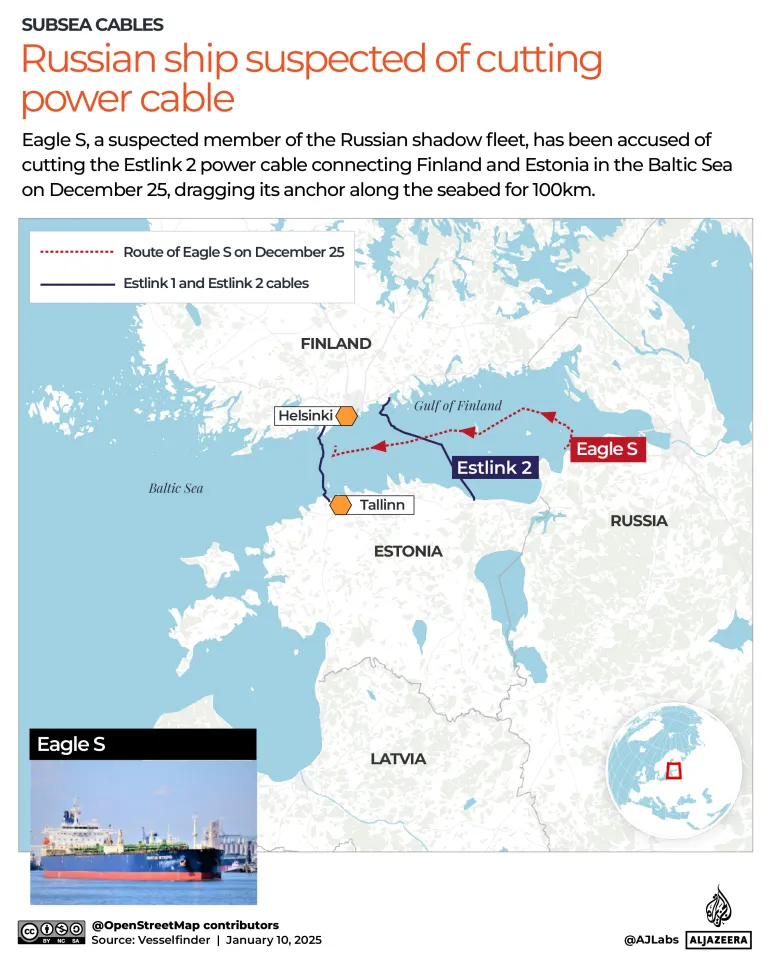 SUBSEA CABLES
Russian ship suspected of cutting
power cable
Eagle S, a suspected member of the Russian shadow fleet, has been accused of
cutting the Estlink 2 power cable connecting Finland and Estonia in the Baltic Sea
on December 25, dragging its anchor along the seabed for 100km.
Route of Eagle S on December 25
Estlink 1 and Estlink 2 cables
FINLAND
Gulf of Finland
Helsinki
Eagle S
Estlink 2
Baltic Sea
Tallinn
RUSSIA
ESTONIA
Eagle S
LATVIA
@OpenStreetMap contributors
Source: Vesselfinder | January 10, 2025
CC BY NC SA
@AJLabs
ALJAZEERA